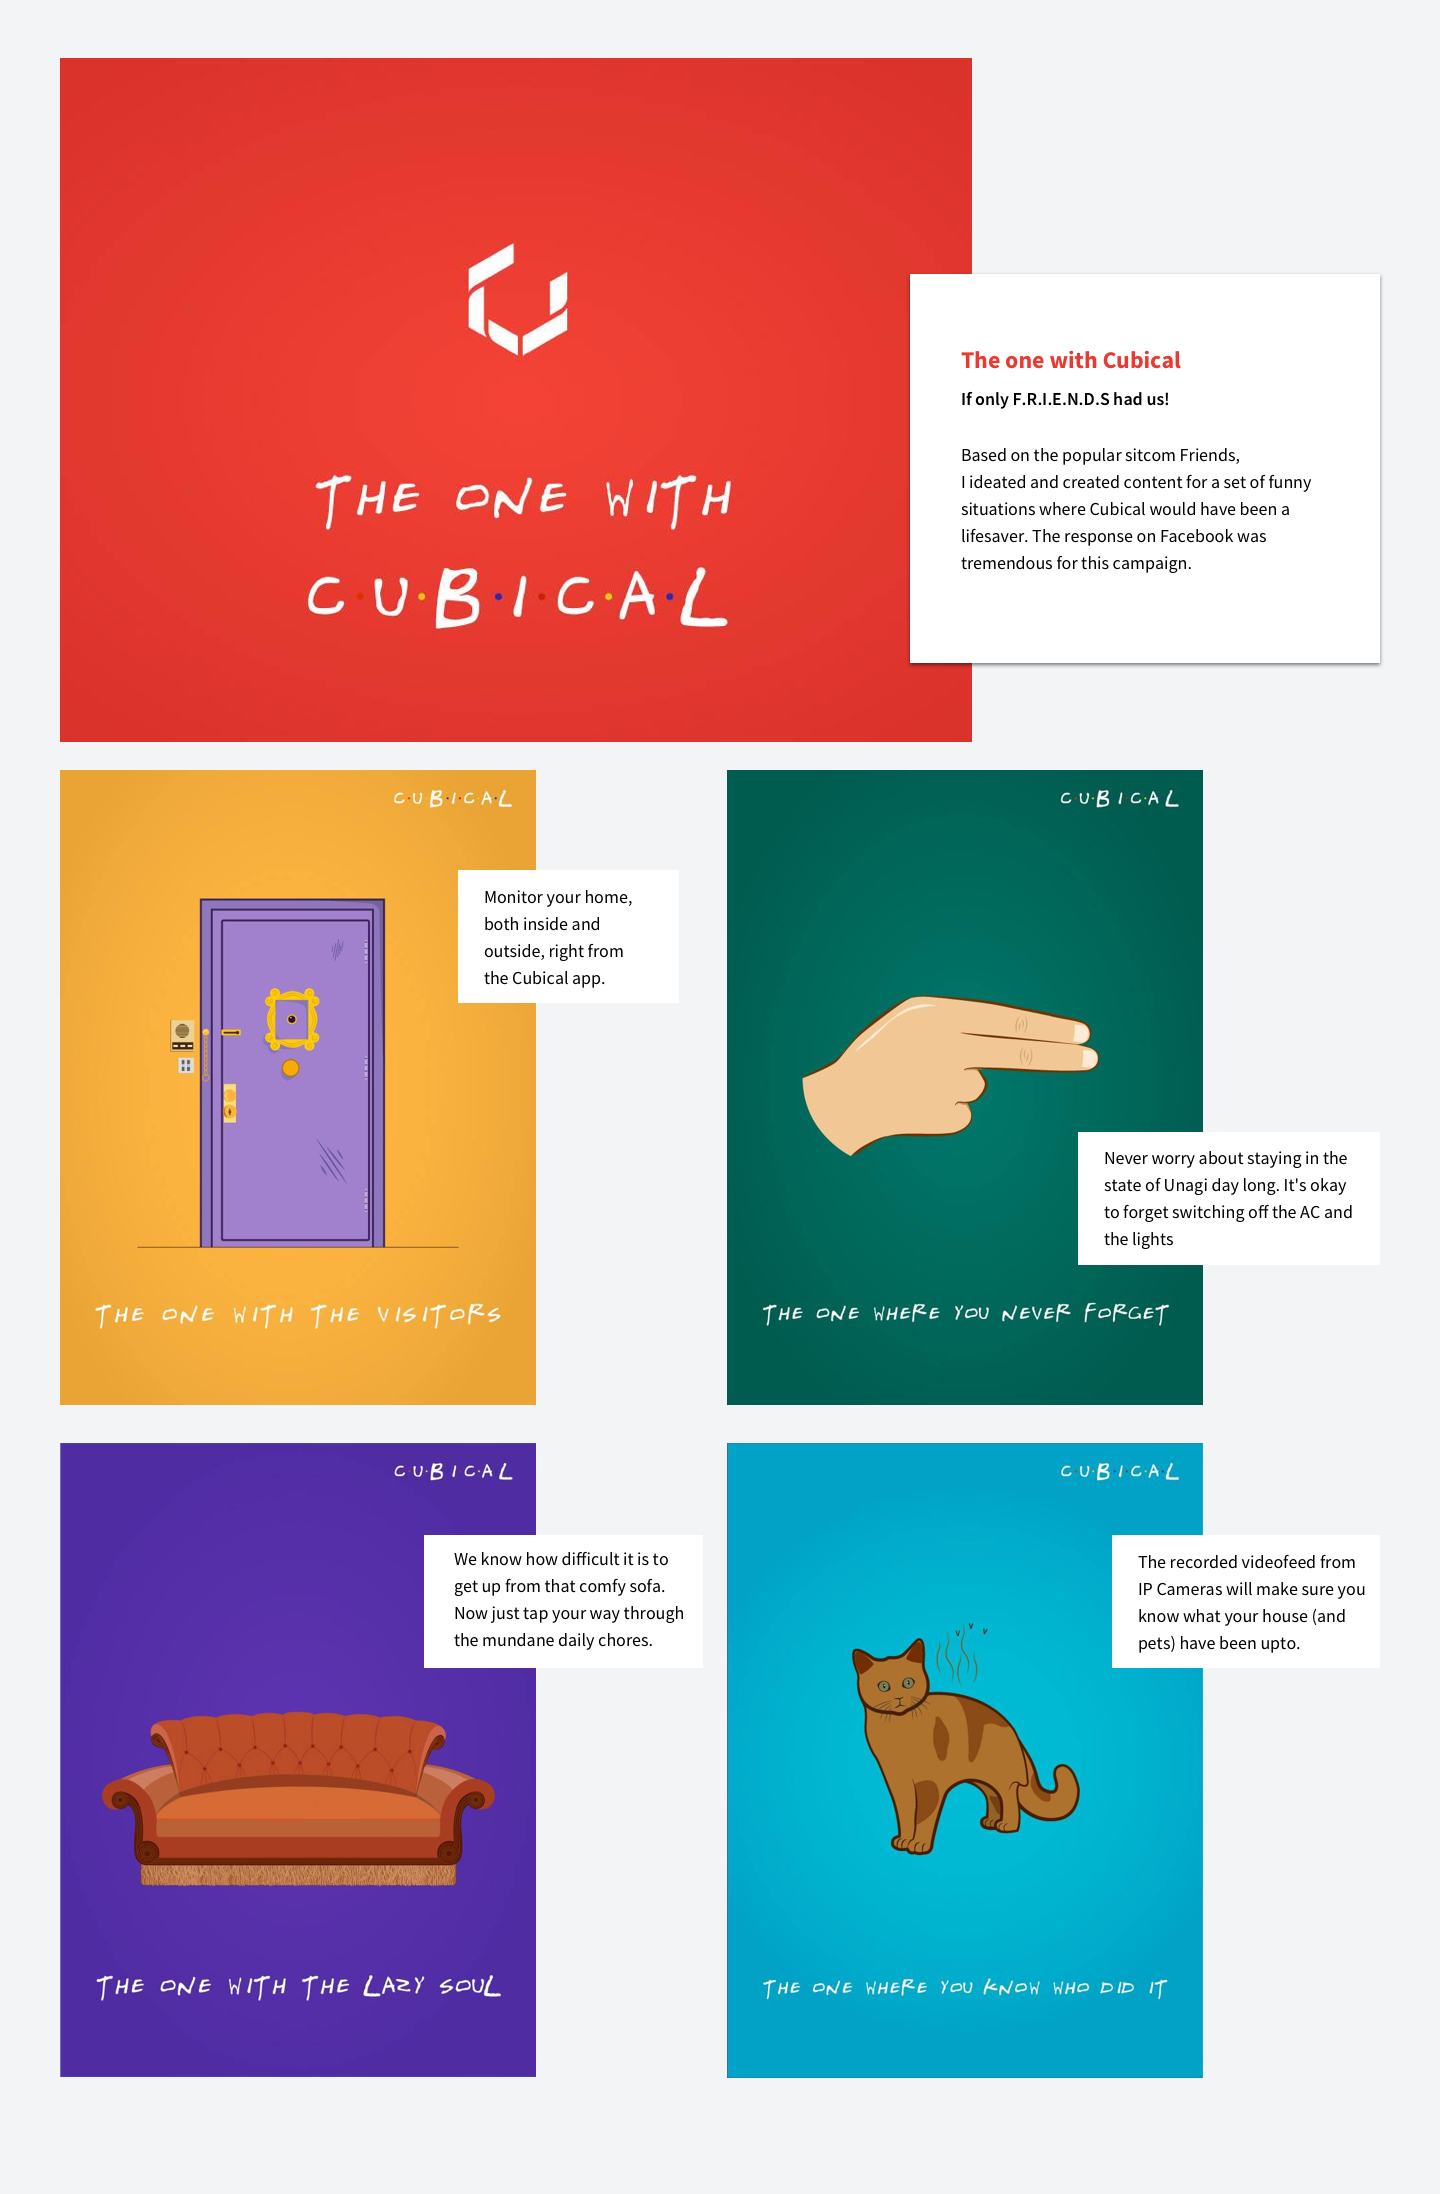 THE ONE WITH
C·U·B·I·C·A·L
The one with Cubical
If only F.R.I.E.N.D.S had us!
Based on the popular sitcom Friends,
I ideated and created content for a set of funny
situations where Cubical would have been a
lifesaver. The response on Facebook was
tremendous for this campaign.
C·U·B·I·C·A·L
Monitor your home,
both inside and
outside, right from
the Cubical app.
THE ONE WITH THE VISITORS
C·U·B·I·C·A·L
Never worry about staying in the
state of Unagi day long. It's okay
to forget switching off the AC and
the lights
THE ONE WHERE YOU NEVER FORGET
C·U·B·I·C·A·L
We know how difficult it is to
get up from that comfy sofa.
Now just tap your way through
the mundane daily chores.
THE ONE WITH THE LAZY SOUL
C·U·B·I·C·A·L
The recorded videofeed from
IP Cameras will make sure you
know what your house (and
pets) have been upto.
THE ONE WHERE YOU KNOW WHO DID IT